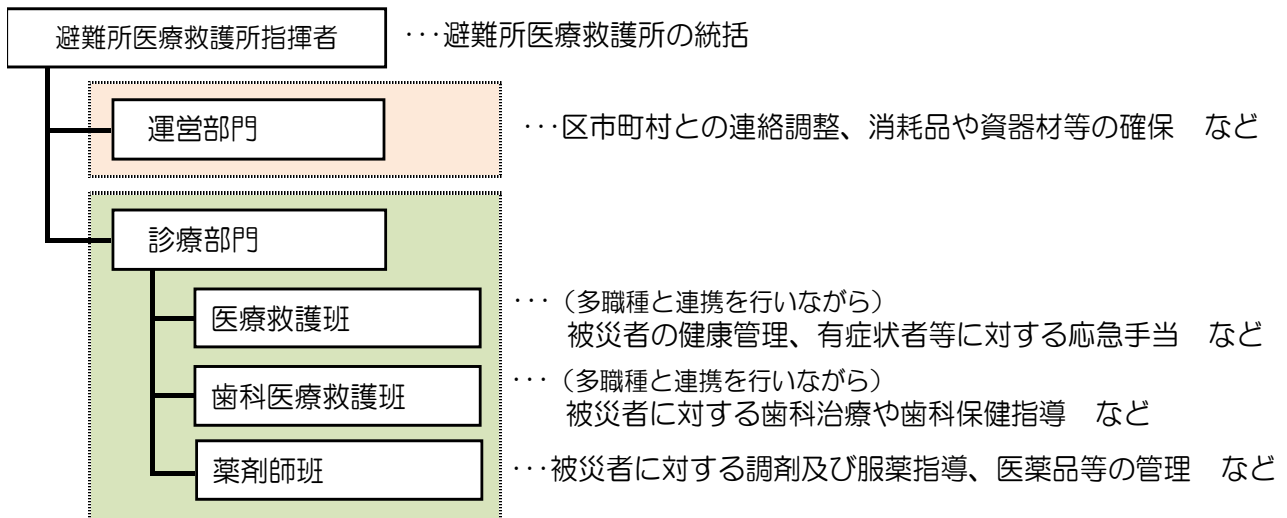 避難所医療救護所指揮者 ···避難所医療救護所の統括
運営部門 ···区市町村との連絡調整、消耗品や資器材等の確保　など
診療部門
医療救護班 ···（多職種と連携を行いながら）
被災者の健康管理、有症状者等に対する応急手当　など
歯科医療救護班 ···（多職種と連携を行いながら）
被災者に対する歯科治療や歯科保健指導　など
薬剤師班 ···被災者に対する調剤及び服薬指導、医薬品等の管理　など